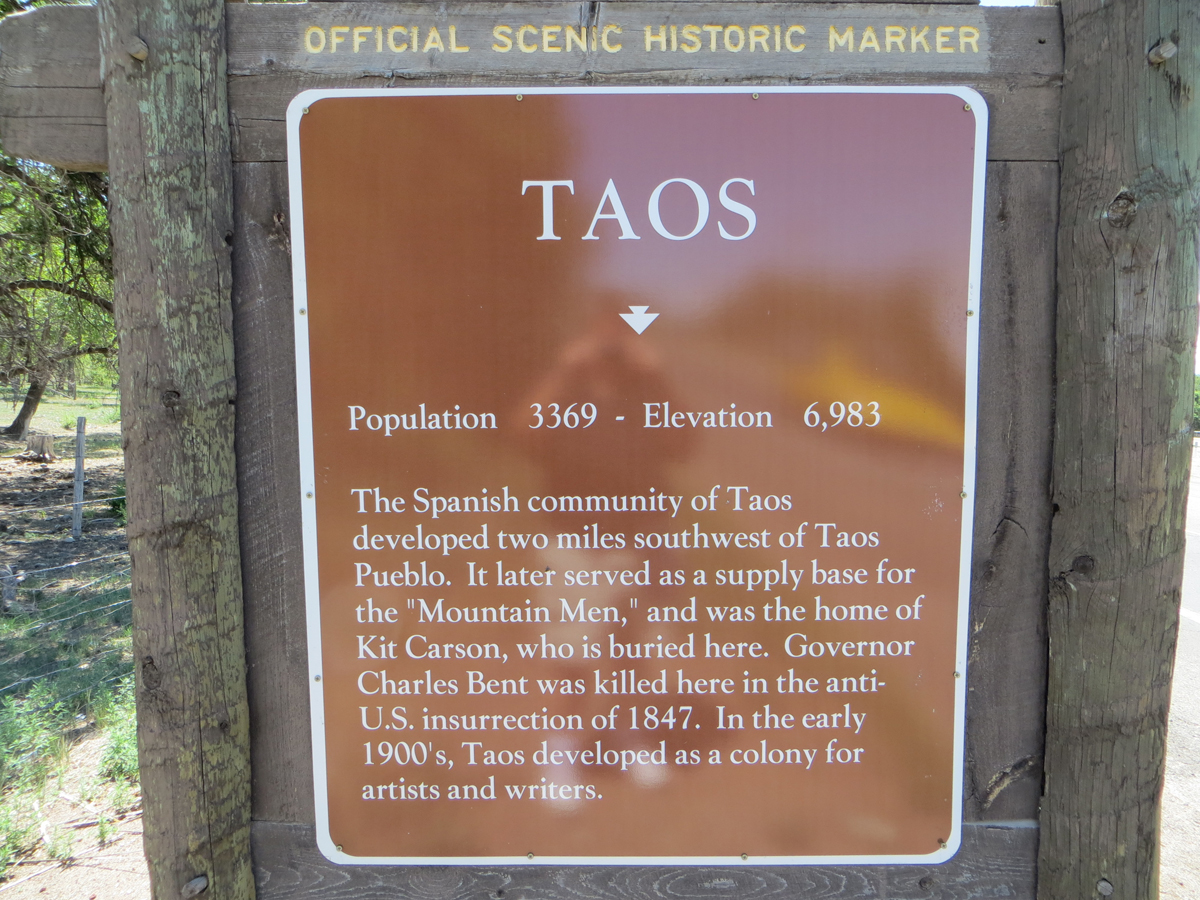 OFFICIAL SCENIC HISTORIC MARKER
TAOS
Population 3369 - Elevation 6,983
The Spanish community of Taos
developed two miles southwest of Taos
Pueblo. It later served as a supply base for
the "Mountain Men," and was the home of
Kit Carson, who is buried here. Governor
Charles Bent was killed here in the anti-
U.S. insurrection of 1847. In the early
1900's, Taos developed as a colony for
artists and writers.